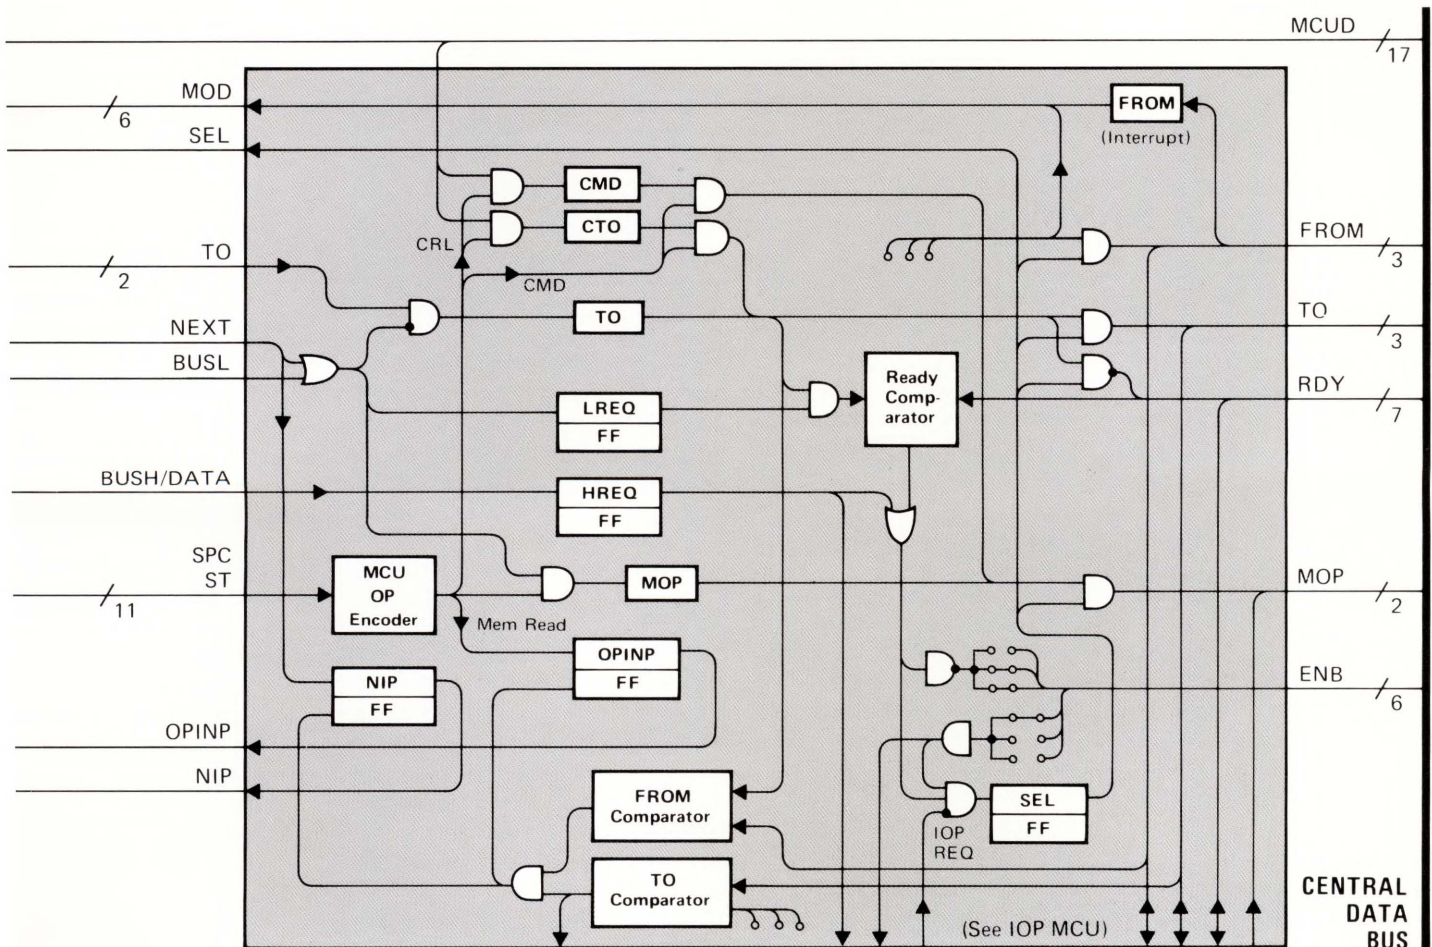 MCUD
17
MOD
6
FROM
(Interrupt)
SEL
CMD
CTO
CRL
CMD
FROM
3
TO
2
TO
TO
3
NEXT
BUSL
Ready
Comp-
arator
RDY
7
LREQ
FF
BUSH/DATA
HREQ
FF
SPC
ST
11
MCU
OP
Encoder
MOP
MOP
2
Mem Read
OPINP
FF
NIP
FF
ENB
6
OPINP
NIP
FROM
Comparator
SEL
FF
IOP
REQ
TO
Comparator
(See IOP MCU)
CENTRAL
DATA
BUS